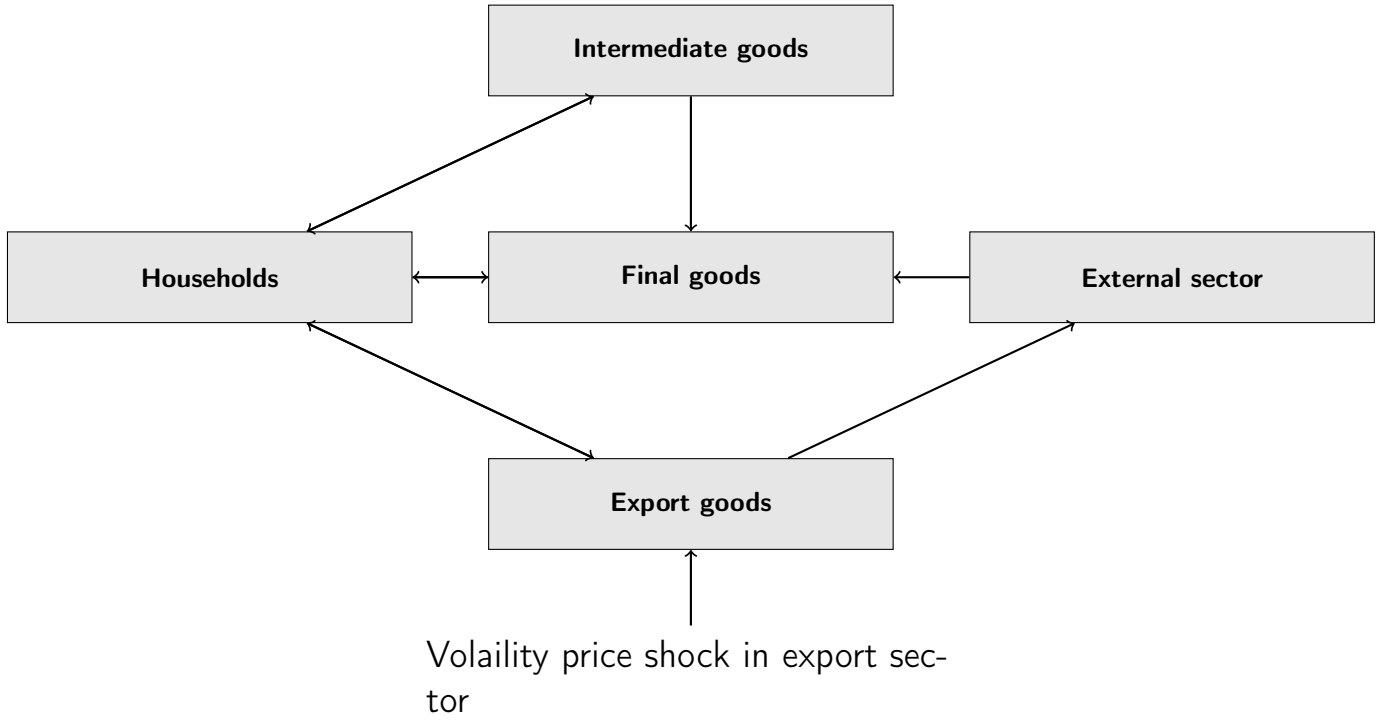 Intermediate goods
Households
Final goods
External sector
Export goods
Volaility price shock in export sec-
tor